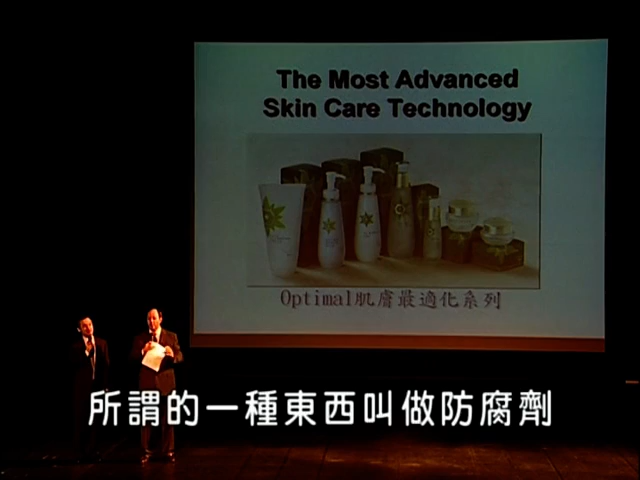 The Most Advanced
Skin Care Technology
Optimal肌膚最適化系列
所謂的一種東西叫做防腐劑